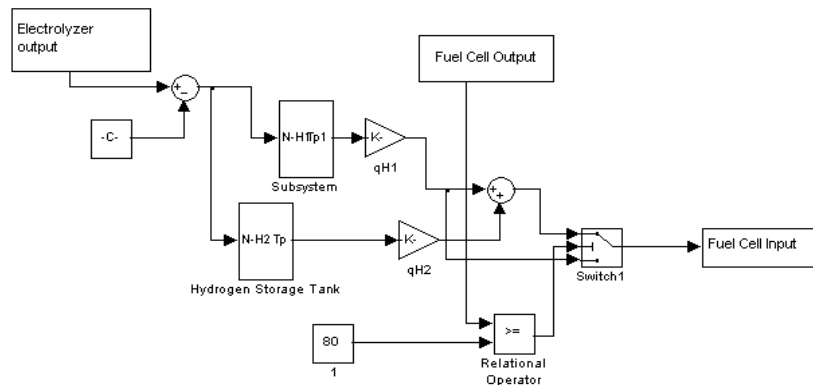 Electrolyzer
output
Fuel Cell Output
+
-
-C-
N-H1Tp1
K-
Subsystem
qH1
+
+
N-H2 Tp
K-
Fuel Cell Input
Hydrogen Storage Tank
qH2
Switch1
80
>=
1
Relational
Operator